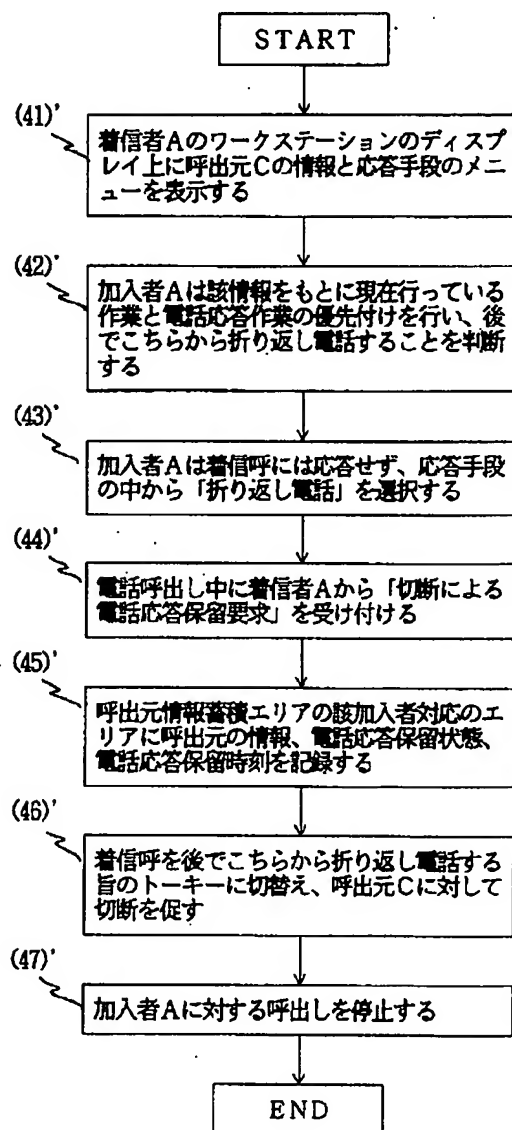 START
(41)'
着信者Aのワークステーションのディスプ
レイ上に呼出元Cの情報と応答手段のメニ
ューを表示する
(42)'
加入者Aは該情報をもとに現在行っている
作業と電話応答作業の優先付けを行い、後
でこちらから折り返し電話することを判断
する
(43)'
加入者Aは着信呼には応答せず、応答手段
の中から「折り返し電話」を選択する
(44)'
電話呼出し中に着信者Aから「切断による
電話応答保留要求」を受け付ける
(45)'
呼出元情報蓄積エリアの該加入者対応のエ
リアに呼出元の情報、電話応答保留状態、
電話応答保留時刻を記録する
(46)'
着信呼を後でこちらから折り返し電話する
旨のトーキーに切替え、呼出元Cに対して
切断を促す
(47)'
加入者Aに対する呼出しを停止する
END